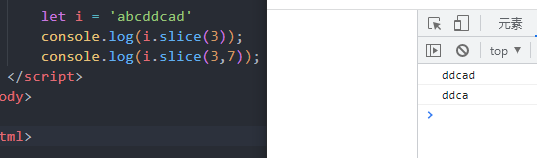 let i = 'abcddcad'
console.log(i.slice(3));
console.log(i.slice(3,7));
</script>
ody>
tml>
元素
top
ddcad
ddca
>